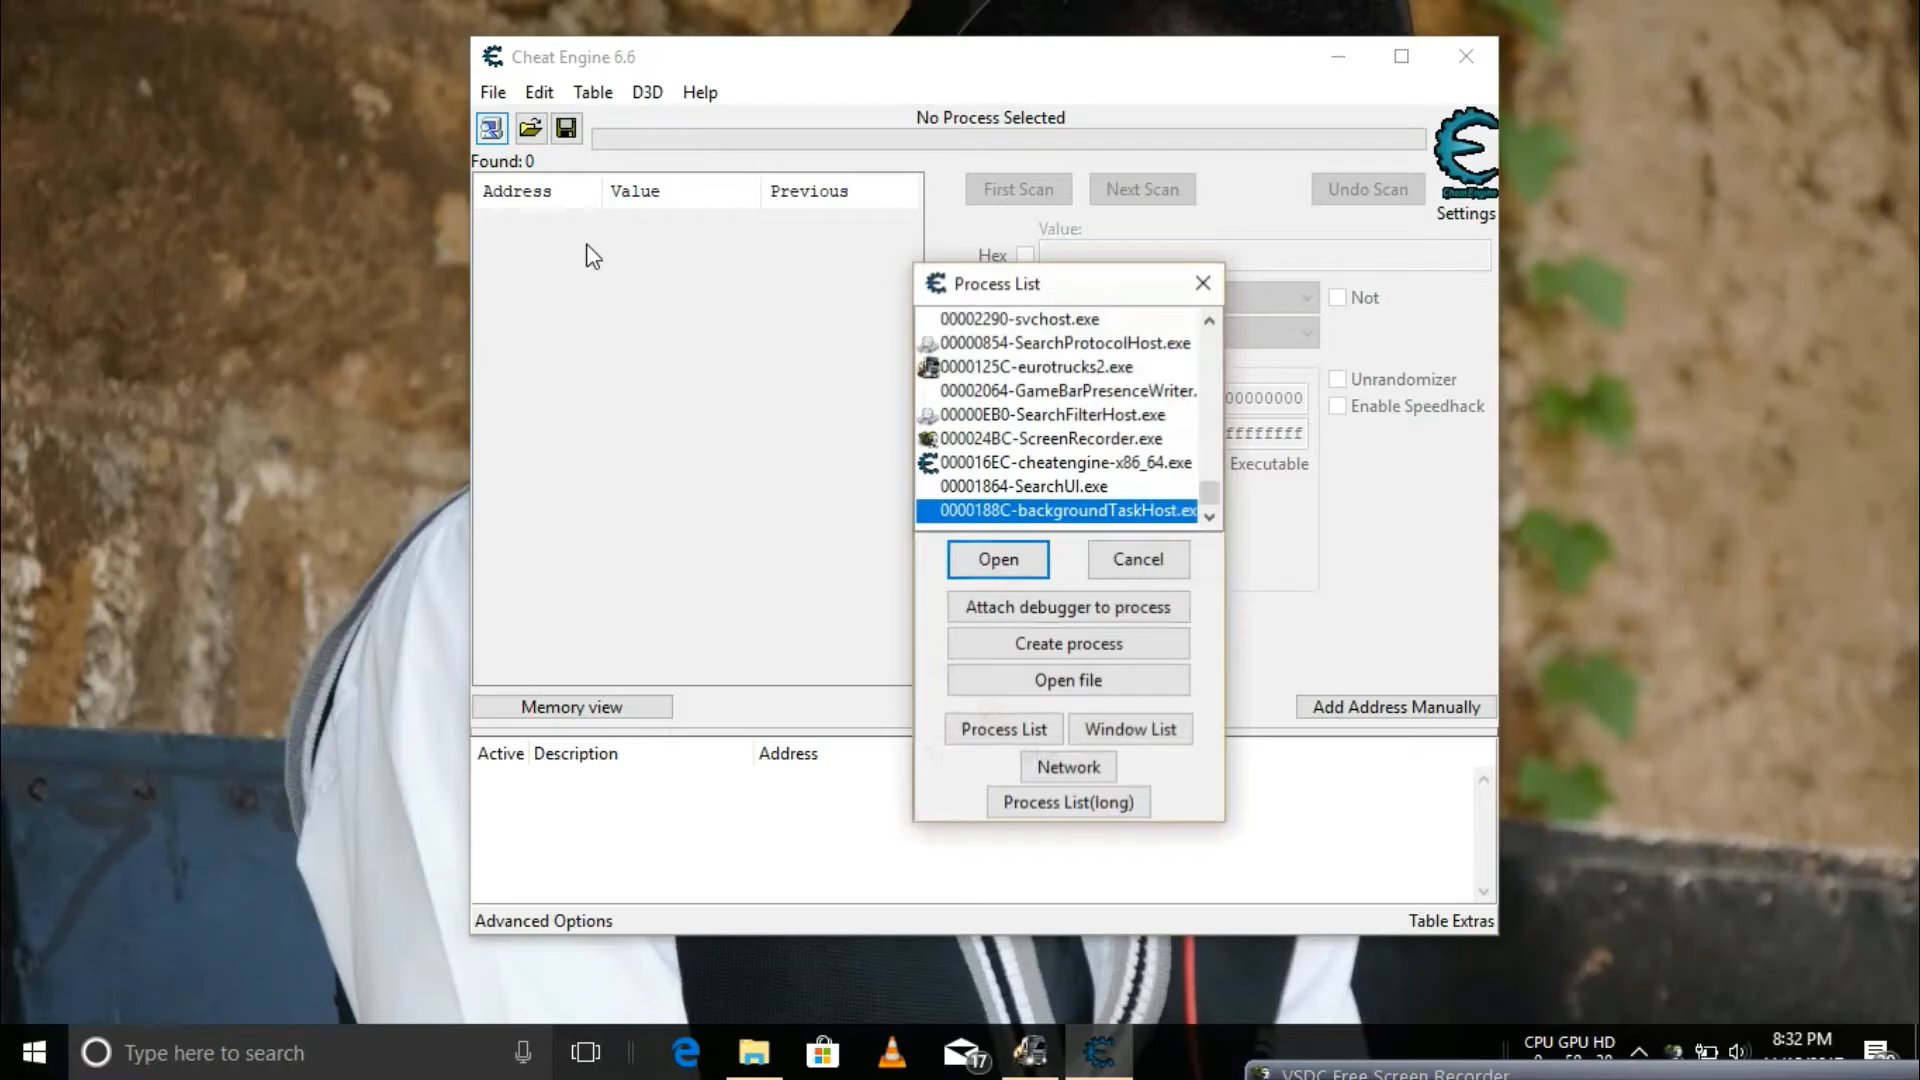 Cheat Engine 6.6
File Edit Table D3D Help
No Process Selected
Found: 0
Address Value Previous
First Scan Next Scan Undo Scan
Cheat Engine
Settings
Value:
Hex
Process List
Not
00002290-svchost.exe
00000854-SearchProtocolHost.exe
0000125C-eurotrucks2.exe
00002064-GameBarPresenceWriter.
00000EB0-SearchFilterHost.exe
000024BC-ScreenRecorder.exe
000016EC-cheatengine-x86_64.exe
00001864-SearchUI.exe
0000188C-backgroundTaskHost.ex
Unrandomizer
00000000
Enable Speedhack
ffffffff
Executable
Open Cancel
Attach debugger to process
Create process
Open file
Process List Window List
Network
Process List(long)
Memory view
Add Address Manually
Active Description Address
Advanced Options
Table Extras
Type here to search
17
CPU GPU HD
8:32 PM
VSDC Free Screen Recorder